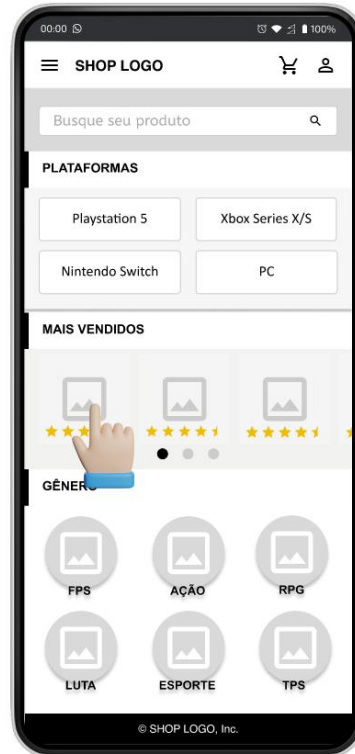 00:00 100%
SHOP LOGO
Busque seu produto
PLATAFORMAS
Playstation 5 Xbox Series X/S
Nintendo Switch PC
MAIS VENDIDOS
GÊNERO
FPS AÇÃO RPG
LUTA ESPORTE TPS
© SHOP LOGO, Inc.